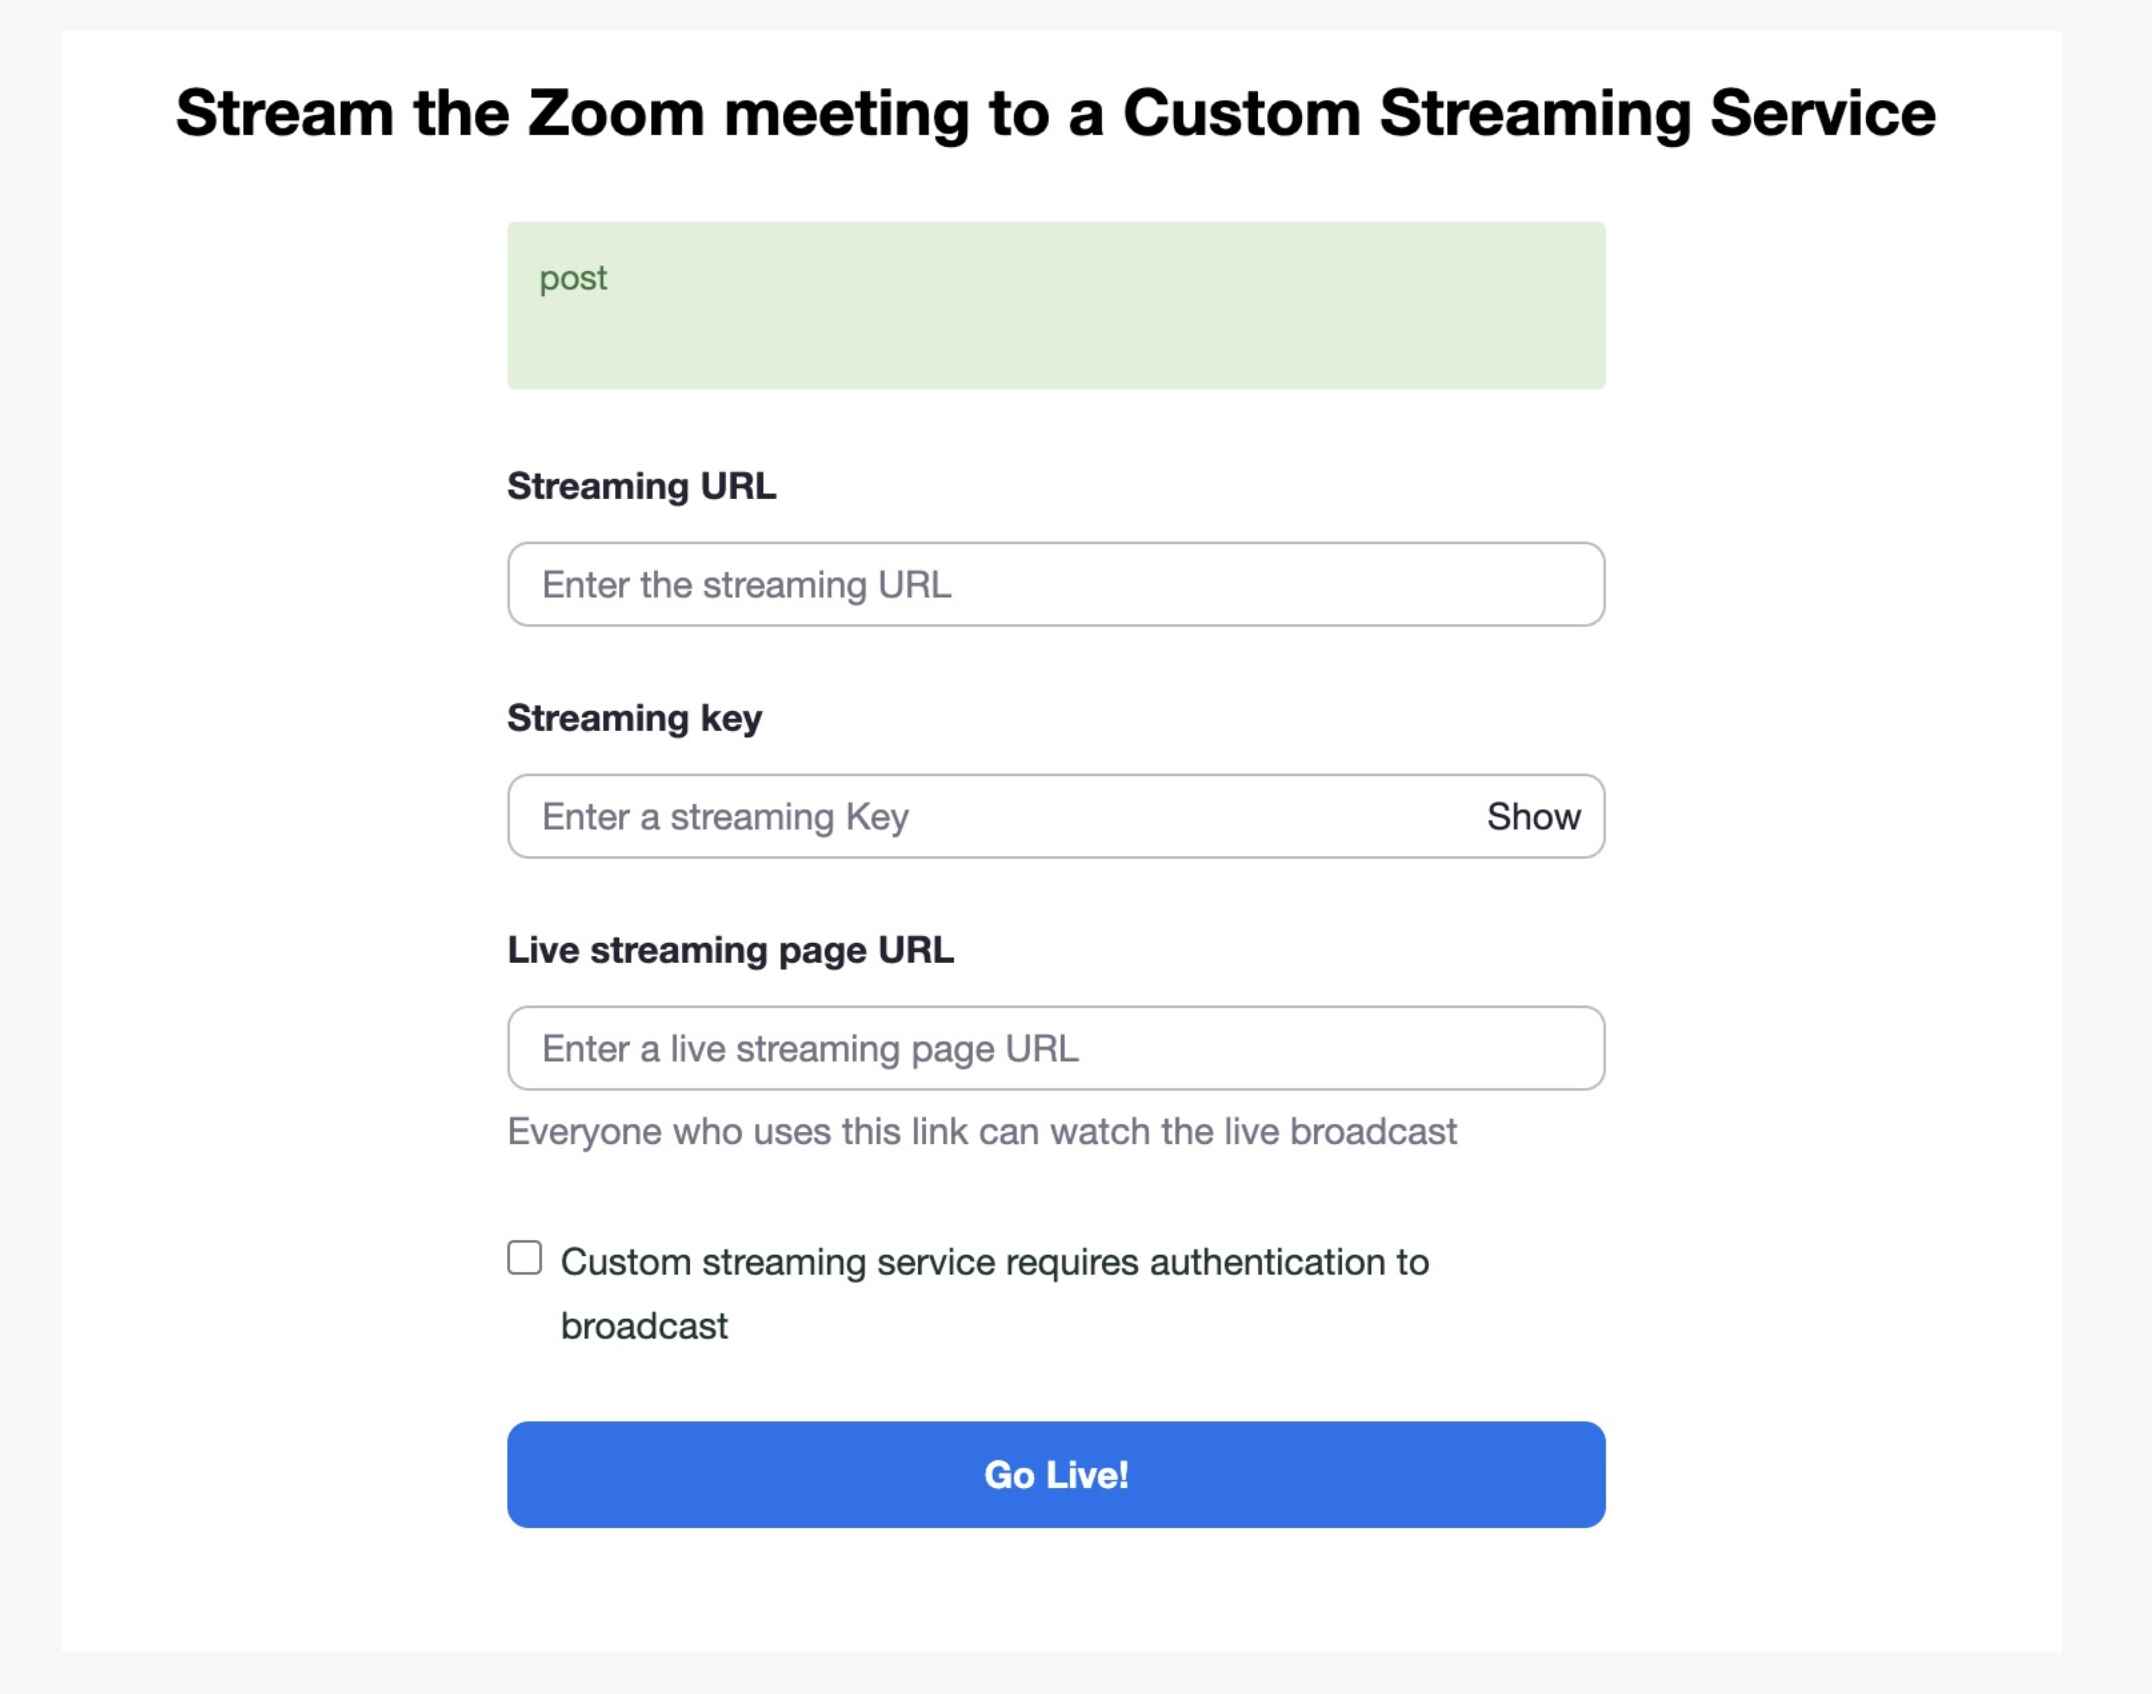 Stream the Zoom meeting to a Custom Streaming Service
post
Streaming URL
Enter the streaming URL
Streaming key
Enter a streaming Key
Show
Live streaming page URL
Enter a live streaming page URL
Everyone who uses this link can watch the live broadcast
Custom streaming service requires authentication to
broadcast
Go Live!